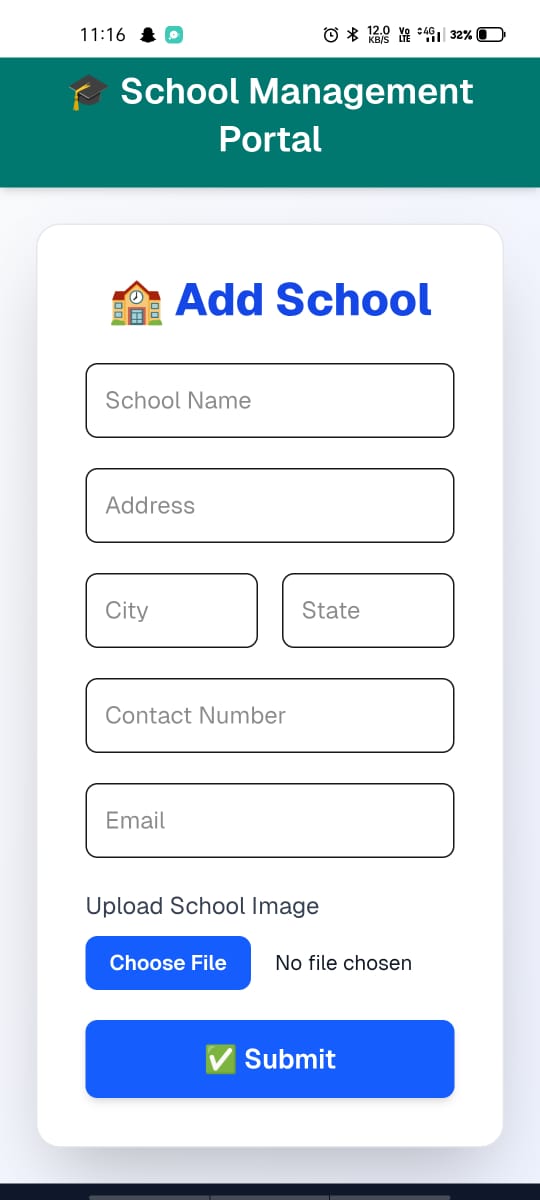 11:16 12.0 KB/S Vo LTE 4G 32%
🎓 School Management
Portal
🏫 Add School
School Name
Address
City State
Contact Number
Email
Upload School Image
Choose File No file chosen
✅ Submit